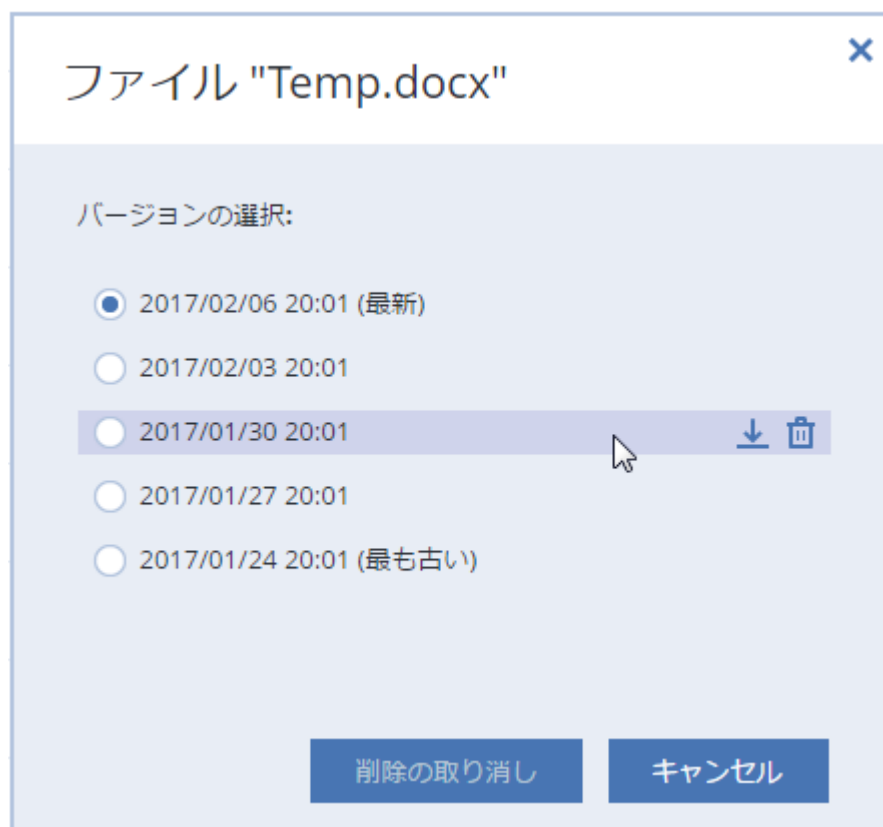 ファイル "Temp.docx"
バージョンの選択:
2017/02/06 20:01 (最新)
2017/02/03 20:01
2017/01/30 20:01
2017/01/27 20:01
2017/01/24 20:01 (最も古い)
削除の取り消し キャンセル